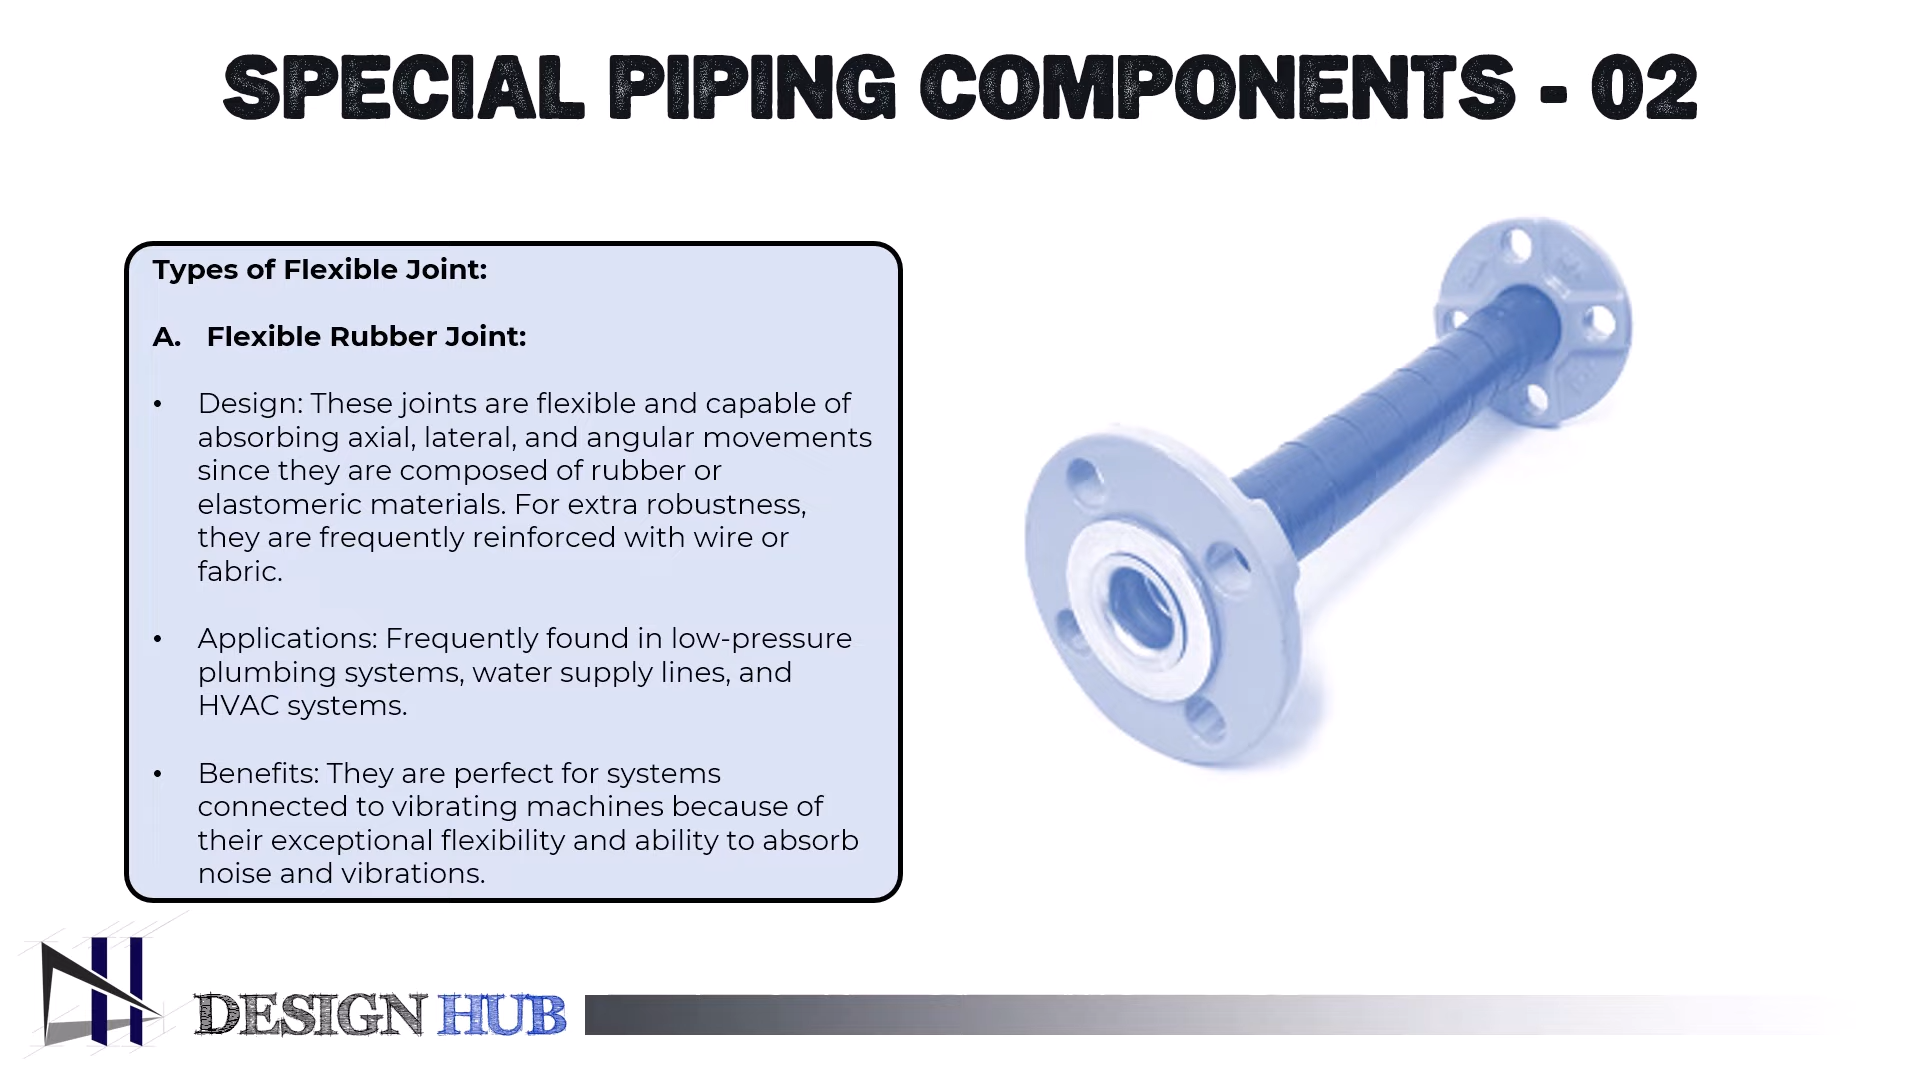 SPECIAL PIPING COMPONENTS - 02
Types of Flexible Joint:
A. Flexible Rubber Joint:
• Design: These joints are flexible and capable of
absorbing axial, lateral, and angular movements
since they are composed of rubber or
elastomeric materials. For extra robustness,
they are frequently reinforced with wire or
fabric.
• Applications: Frequently found in low-pressure
plumbing systems, water supply lines, and
HVAC systems.
• Benefits: They are perfect for systems
connected to vibrating machines because of
their exceptional flexibility and ability to absorb
noise and vibrations.
DESIGN HUB